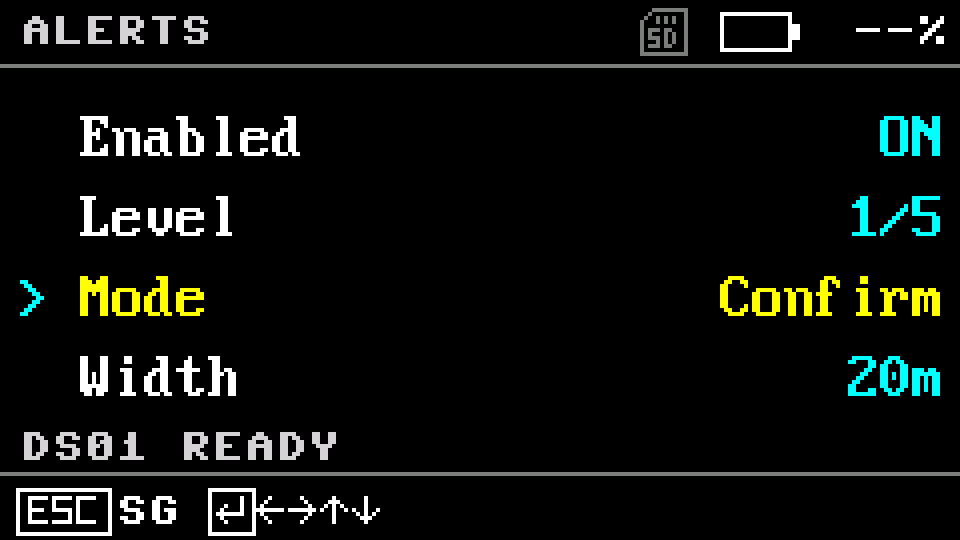 ALERTS SD --%
Enabled ON
Level 1/5
> Mode Confirm
Width 20m
DS01 READY
ESC SG ↵←→↑↓